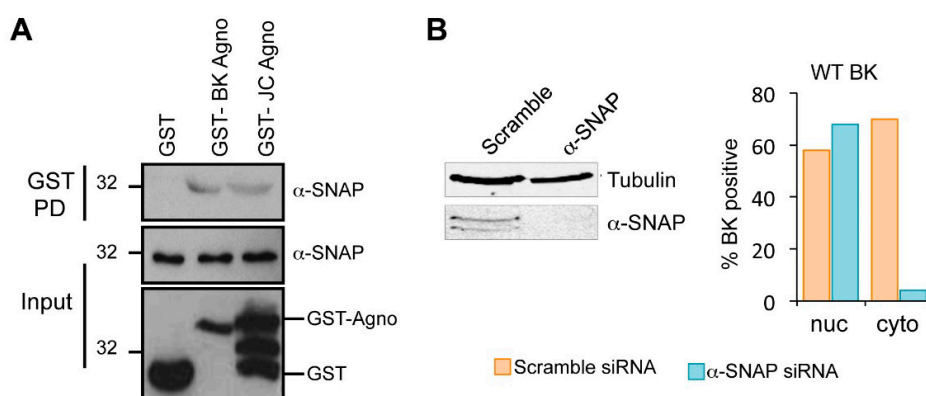 A
GST
GST- BK Agno
GST- JC Agno
GST
PD
32
α-SNAP
Input
32
α-SNAP
32
GST-Agno
GST
B
Scramble
α-SNAP
Tubulin
α-SNAP
WT BK
% BK positive
80
60
40
20
0
nuc cyto
Scramble siRNA
α-SNAP siRNA